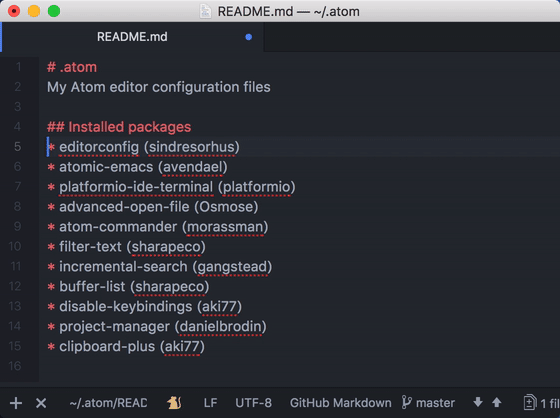 README.md — ~/.atom
README.md
1 # .atom
2 My Atom editor configuration files
3
4 ## Installed packages
5 * editorconfig (sindresorhus)
6 * atomic-emacs (avendael)
7 * platformio-ide-terminal (platformio)
8 * advanced-open-file (Osmose)
9 * atom-commander (morassman)
10 * filter-text (sharapeco)
11 * incremental-search (gangstead)
12 * buffer-list (sharapeco)
13 * disable-keybindings (aki77)
14 * project-manager (danielbrodin)
15 * clipboard-plus (aki77)
16
~/.atom/READ LF UTF-8 GitHub Markdown master 1 fil